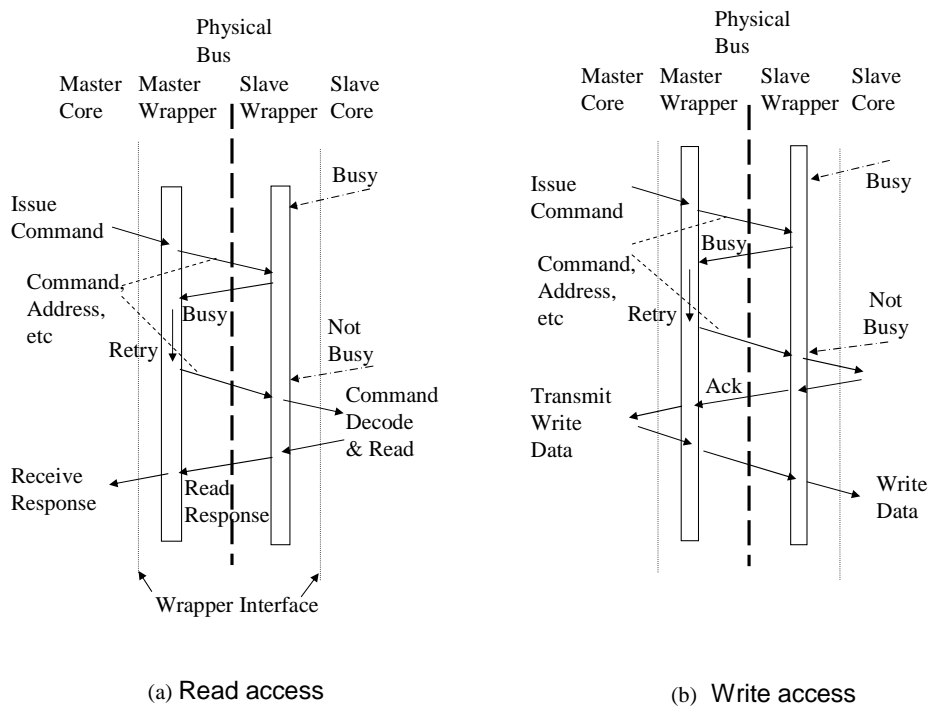 Physical
Bus
Master
Core
Master
Wrapper
Slave
Wrapper
Slave
Core
Busy
Issue
Command
Command,
Address,
etc
Busy
Retry
Not
Busy
Command
Decode
& Read
Receive
Response
Read
Response
Wrapper Interface
(a) Read access
Physical
Bus
Master
Core
Master
Wrapper
Slave
Wrapper
Slave
Core
Busy
Issue
Command
Busy
Command,
Address,
etc
Retry
Not
Busy
Ack
Transmit
Write
Data
Write
Data
(b) Write access